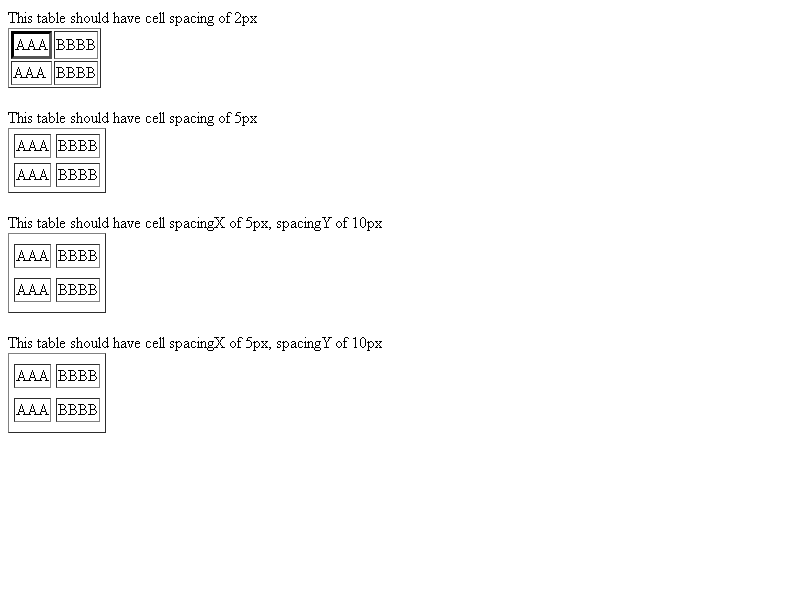 This table should have cell spacing of 2px
AAA BBBB
AAA BBBB
This table should have cell spacing of 5px
AAA BBBB
AAA BBBB
This table should have cell spacingX of 5px, spacingY of 10px
AAA BBBB
AAA BBBB
This table should have cell spacingX of 5px, spacingY of 10px
AAA BBBB
AAA BBBB